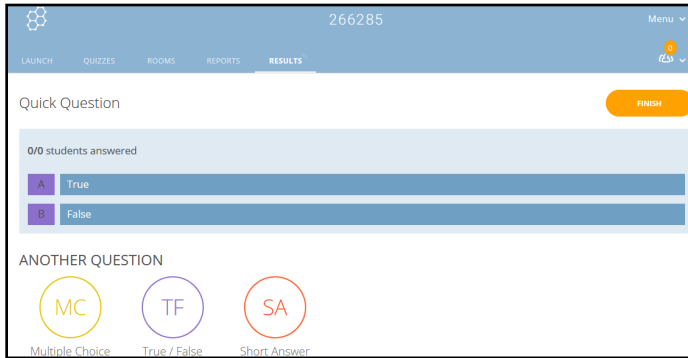 266285
Menu
0
LAUNCH QUIZZES ROOMS REPORTS RESULTS
Quick Question
FINISH
0/0 students answered
A True
B False
ANOTHER QUESTION
MC TF SA
Multiple Choice True / False Short Answer